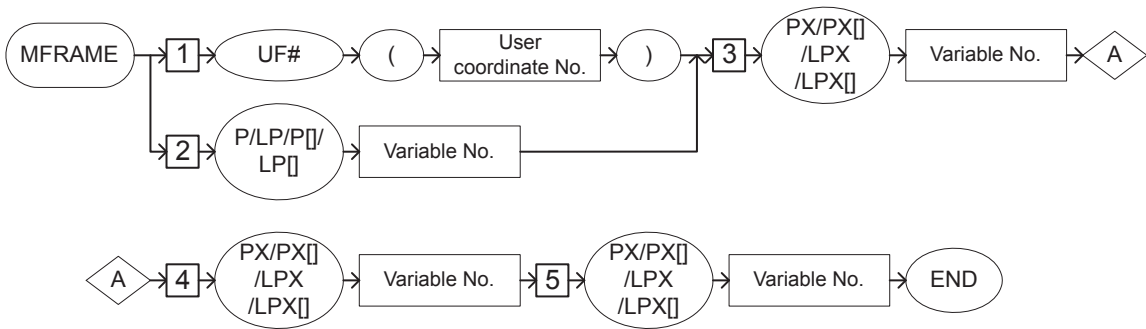 MFRAME
1
UF#
(
User
coordinate No.
)
3
PX/PX[]
/LPX
/LPX[]
Variable No.
A
2
P/LP/P[]/
LP[]
Variable No.
A
4
PX/PX[]
/LPX
/LPX[]
Variable No.
5
PX/PX[]
/LPX
/LPX[]
Variable No.
END